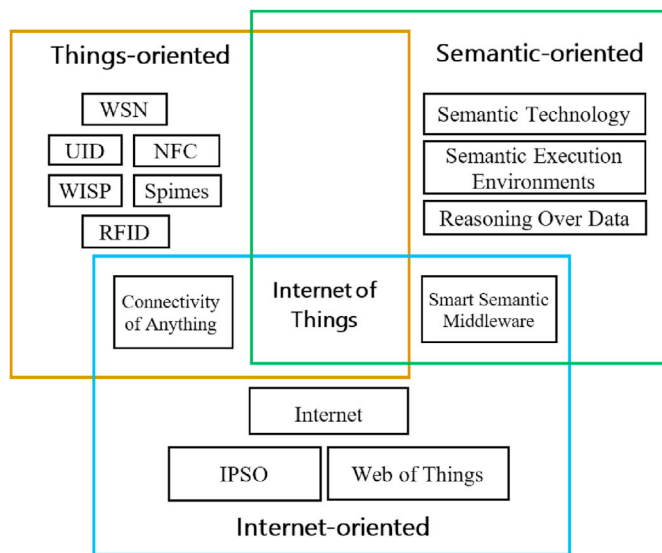 Things-oriented
Semantic-oriented
WSN
UID
NFC
WISP
Spimes
RFID
Semantic Technology
Semantic Execution
Environments
Reasoning Over Data
Connectivity
of Anything
Internet of
Things
Smart Semantic
Middleware
Internet
IPSO
Web of Things
Internet-oriented